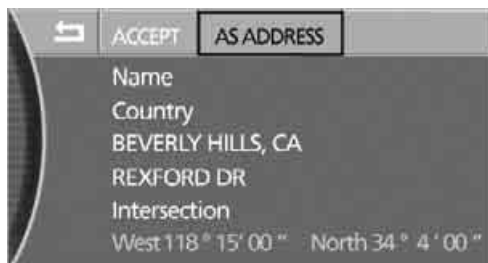 ACCEPT AS ADDRESS
Name
Country
BEVERLY HILLS, CA
REXFORD DR
Intersection
West 118 ° 15' 00 " North 34 ° 4 ' 00 "